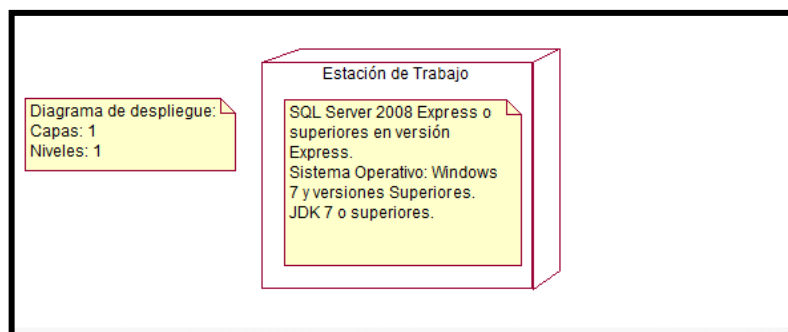 Estación de Trabajo
Diagrama de despliegue:
Capas: 1
Niveles: 1
SQL Server 2008 Express o
superiores en versión
Express.
Sistema Operativo: Windows
7 y versiones Superiores.
JDK 7 o superiores.